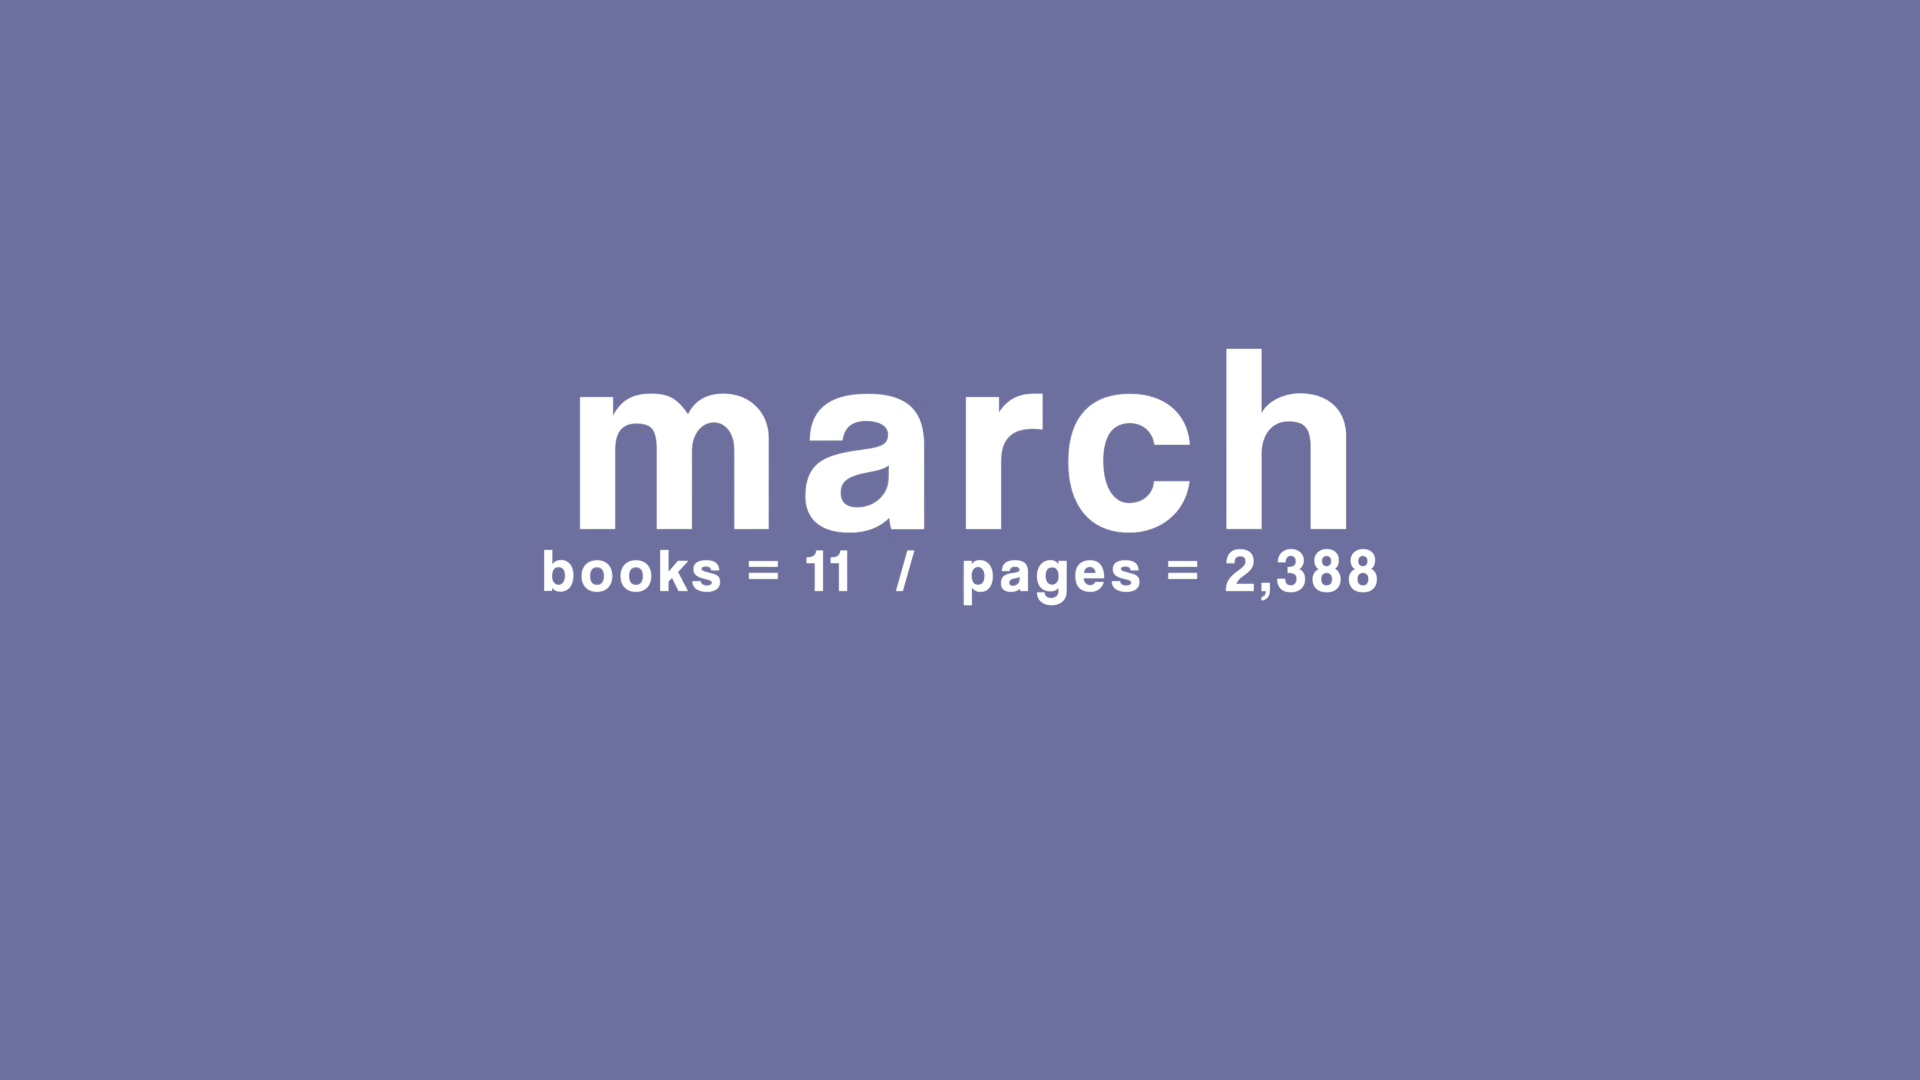 march
books = 11 / pages = 2,388